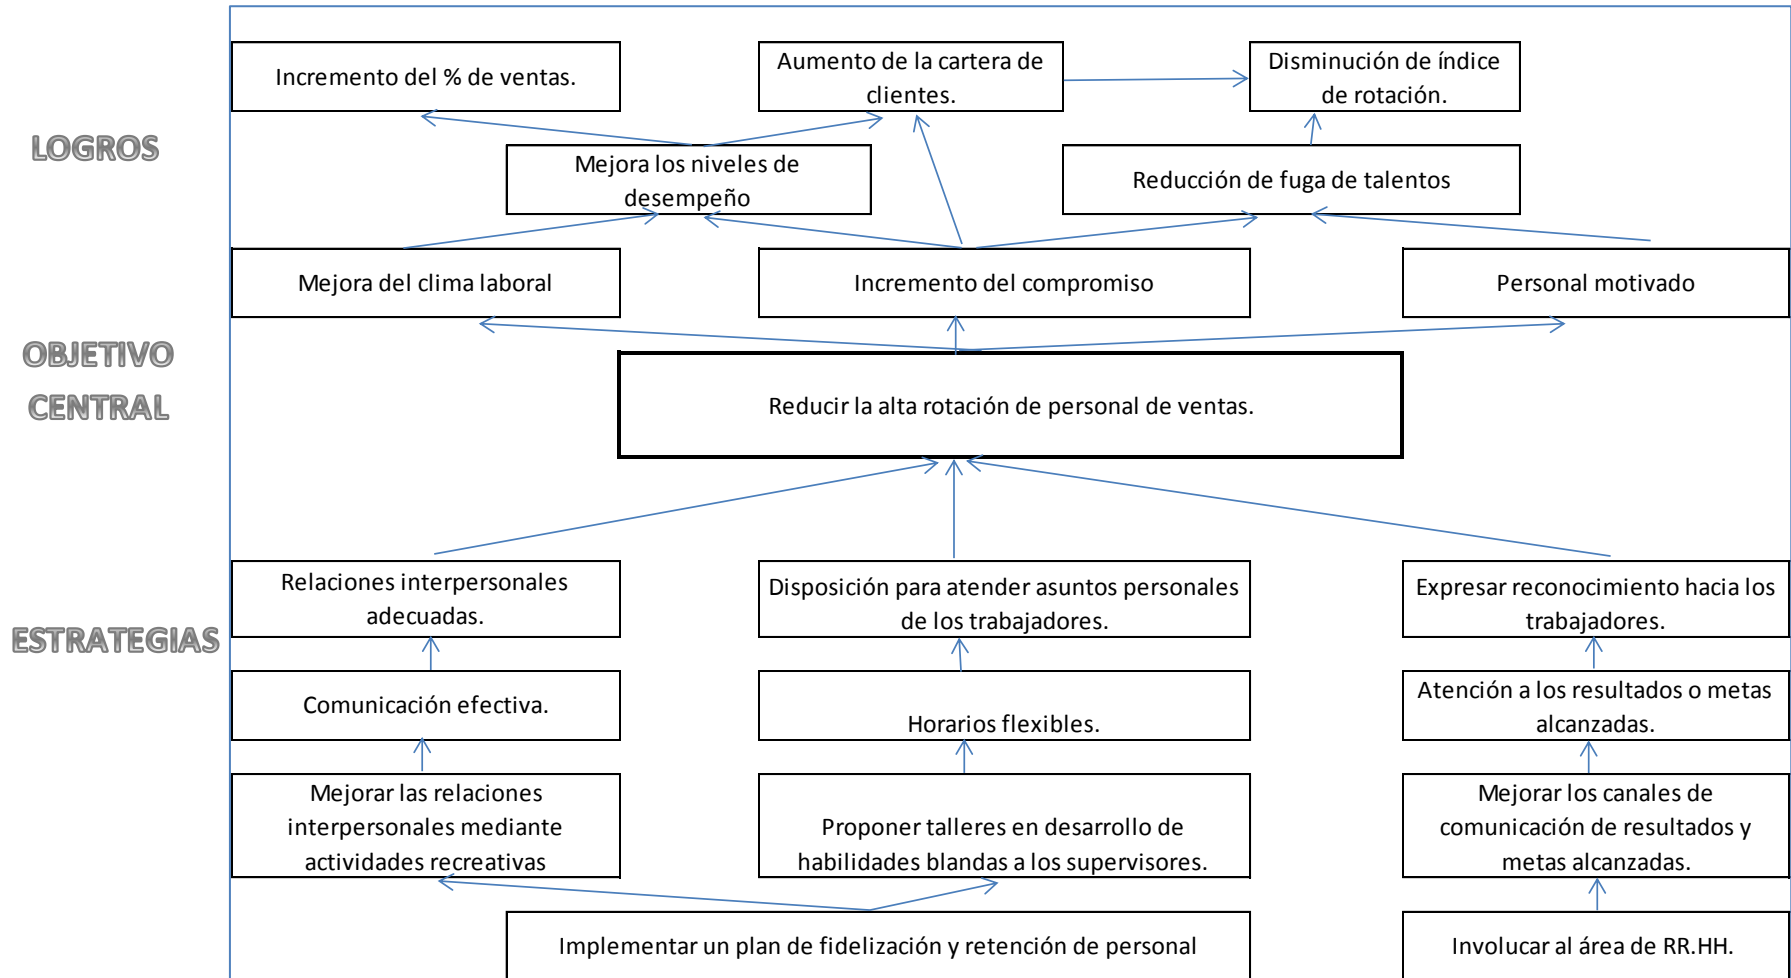 Incremento del % de ventas.
Aumento de la cartera de
clientes.
Disminución de índice
de rotación.
LOGROS
Mejora los niveles de
desempeño
Reducción de fuga de talentos
Mejora del clima laboral
Incremento del compromiso
Personal motivado
OBJETIVO
CENTRAL
Reducir la alta rotación de personal de ventas.
ESTRATEGIAS
Relaciones interpersonales
adecuadas.
Disposición para atender asuntos personales
de los trabajadores.
Expresar reconocimiento hacia los
trabajadores.
Comunicación efectiva.
Horarios flexibles.
Atención a los resultados o metas
alcanzadas.
Mejorar las relaciones
interpersonales mediante
actividades recreativas
Proponer talleres en desarrollo de
habilidades blandas a los supervisores.
Mejorar los canales de
comunicación de resultados y
metas alcanzadas.
Implementar un plan de fidelización y retención de personal
Involucar al área de RR.HH.